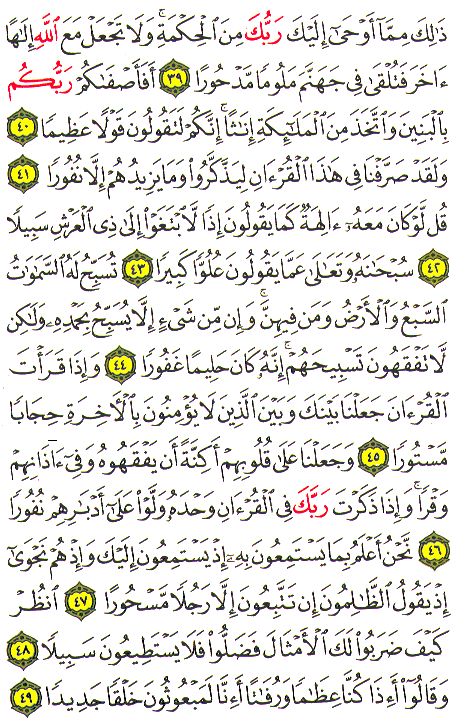 ذَٰلِكَ مِمَّآ أَوۡحَىٰٓ إِلَيۡكَ رَبُّكَ مِنَ ٱلۡحِكۡمَةِۗ وَلَا تَجۡعَلۡ مَعَ ٱللَّهِ إِلَٰهًا
ءَاخَرَ فَتُلۡقَىٰ فِي جَهَنَّمَ مَلُومٗا مَّدۡحُورًا ٣٩ أَفَأَصۡفَىٰكُمۡ رَبُّكُم
بِٱلۡبَنِينَ وَٱتَّخَذَ مِنَ ٱلۡمَلَٰٓئِكَةِ إِنَٰثًاۚ إِنَّكُمۡ لَتَقُولُونَ قَوۡلًا عَظِيمٗا ٤٠
وَلَقَدۡ صَرَّفۡنَا فِي هَٰذَا ٱلۡقُرۡءَانِ لِيَذَّكَّرُواْ وَمَا يَزِيدُهُمۡ إِلَّا نُفُورٗا ٤١
قُل لَّوۡ كَانَ مَعَهُۥٓ ءَالِهَةٞ كَمَا يَقُولُونَ إِذٗا لَّٱبۡتَغَوۡاْ إِلَىٰ ذِي ٱلۡعَرۡشِ سَبِيلٗا
٤٢ سُبۡحَٰنَهُۥ وَتَعَٰلَىٰ عَمَّا يَقُولُونَ عُلُوّٗا كَبِيرٗا ٤٣ تُسَبِّحُ لَهُ ٱلسَّمَٰوَٰتُ
ٱلسَّبۡعُ وَٱلۡأَرۡضُ وَمَن فِيهِنَّۚ وَإِن مِّن شَيۡءٍ إِلَّا يُسَبِّحُ بِحَمۡدِهِۦ وَلَٰكِن
لَّا تَفۡقَهُونَ تَسۡبِيحَهُمۡۚ إِنَّهُۥ كَانَ حَلِيمًا غَفُورٗا ٤٤ وَإِذَا قَرَأۡتَ
ٱلۡقُرۡءَانَ جَعَلۡنَا بَيۡنَكَ وَبَيۡنَ ٱلَّذِينَ لَا يُؤۡمِنُونَ بِٱلۡأٓخِرَةِ حِجَابٗا
مَّسۡتُورٗا ٤٥ وَجَعَلۡنَا عَلَىٰ قُلُوبِهِمۡ أَكِنَّةً أَن يَفۡقَهُوهُ وَفِيٓ ءَاذَانِهِمۡ
وَقۡرٗاۚ وَإِذَا ذَكَرۡتَ رَبَّكَ فِي ٱلۡقُرۡءَانِ وَحۡدَهُۥ وَلَّوۡاْ عَلَىٰٓ أَدۡبَٰرِهِمۡ نُفُورٗا
٤٦ نَّحۡنُ أَعۡلَمُ بِمَا يَسۡتَمِعُونَ بِهِۦٓ إِذۡ يَسۡتَمِعُونَ إِلَيۡكَ وَإِذۡ هُمۡ نَجۡوَىٰٓ
إِذۡ يَقُولُ ٱلظَّٰلِمُونَ إِن تَتَّبِعُونَ إِلَّا رَجُلٗا مَّسۡحُورًا ٤٧ ٱنظُرۡ
كَيۡفَ ضَرَبُواْ لَكَ ٱلۡأَمۡثَالَ فَضَلُّواْ فَلَا يَسۡتَطِيعُونَ سَبِيلٗا ٤٨
وَقَالُوٓاْ أَءِذَا كُنَّا عِظَٰمٗا وَرُفَٰتًا أَءِنَّا لَمَبۡعُوثُونَ خَلۡقٗا جَدِيدٗا ٤٩